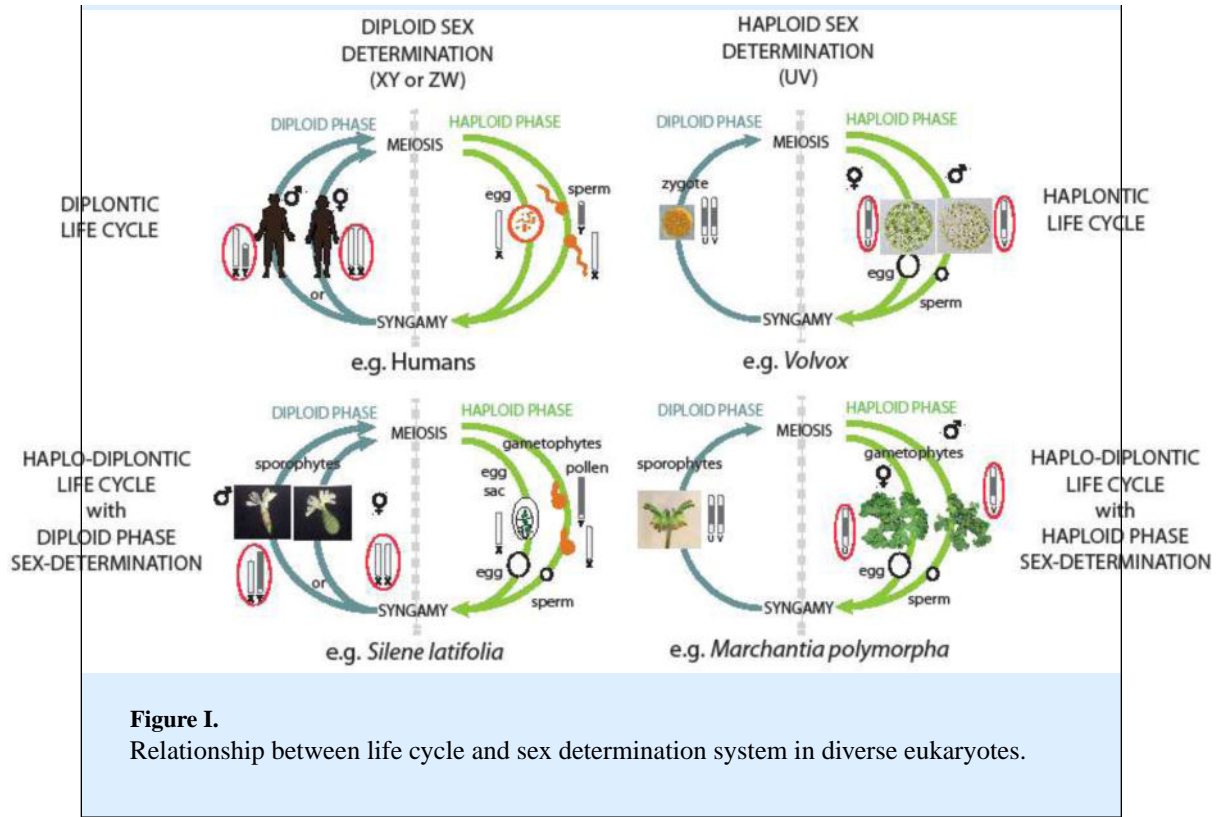 DIPLOID SEX
DETERMINATION
(XY or ZW)
HAPLOID SEX
DETERMINATION
(UV)
DIPLONTIC
LIFE CYCLE
DIPLOID PHASE
HAPLOID PHASE
MEIOSIS
egg
sperm
X Y
X X
X
Y
X
or
SYNGAMY
e.g. Humans
DIPLOID PHASE
HAPLOID PHASE
MEIOSIS
zygote
U V
U
V
egg
sperm
SYNGAMY
e.g. Volvox
HAPLONTIC
LIFE CYCLE
HAPLO-DIPLONTIC
LIFE CYCLE
with
DIPLOID PHASE
SEX-DETERMINATION
DIPLOID PHASE
HAPLOID PHASE
MEIOSIS
sporophytes
gametophytes
egg
sac
pollen
X Y
X X
X
Y
X
or
egg
sperm
SYNGAMY
e.g. Silene latifolia
DIPLOID PHASE
HAPLOID PHASE
MEIOSIS
sporophytes
gametophytes
U V
U
V
egg
sperm
SYNGAMY
e.g. Marchantia polymorpha
HAPLO-DIPLONTIC
LIFE CYCLE
with
HAPLOID PHASE
SEX-DETERMINATION
Figure I.
Relationship between life cycle and sex determination system in diverse eukaryotes.